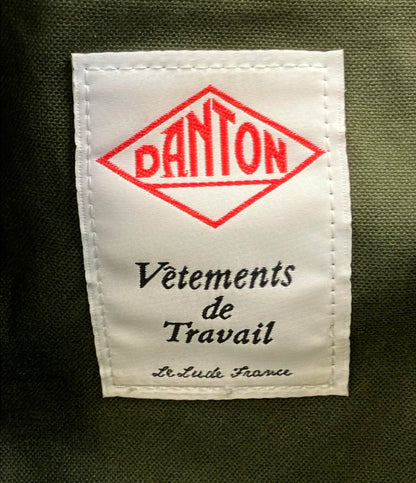 DANTON
Vêtements
de
Travail
Le Lude France